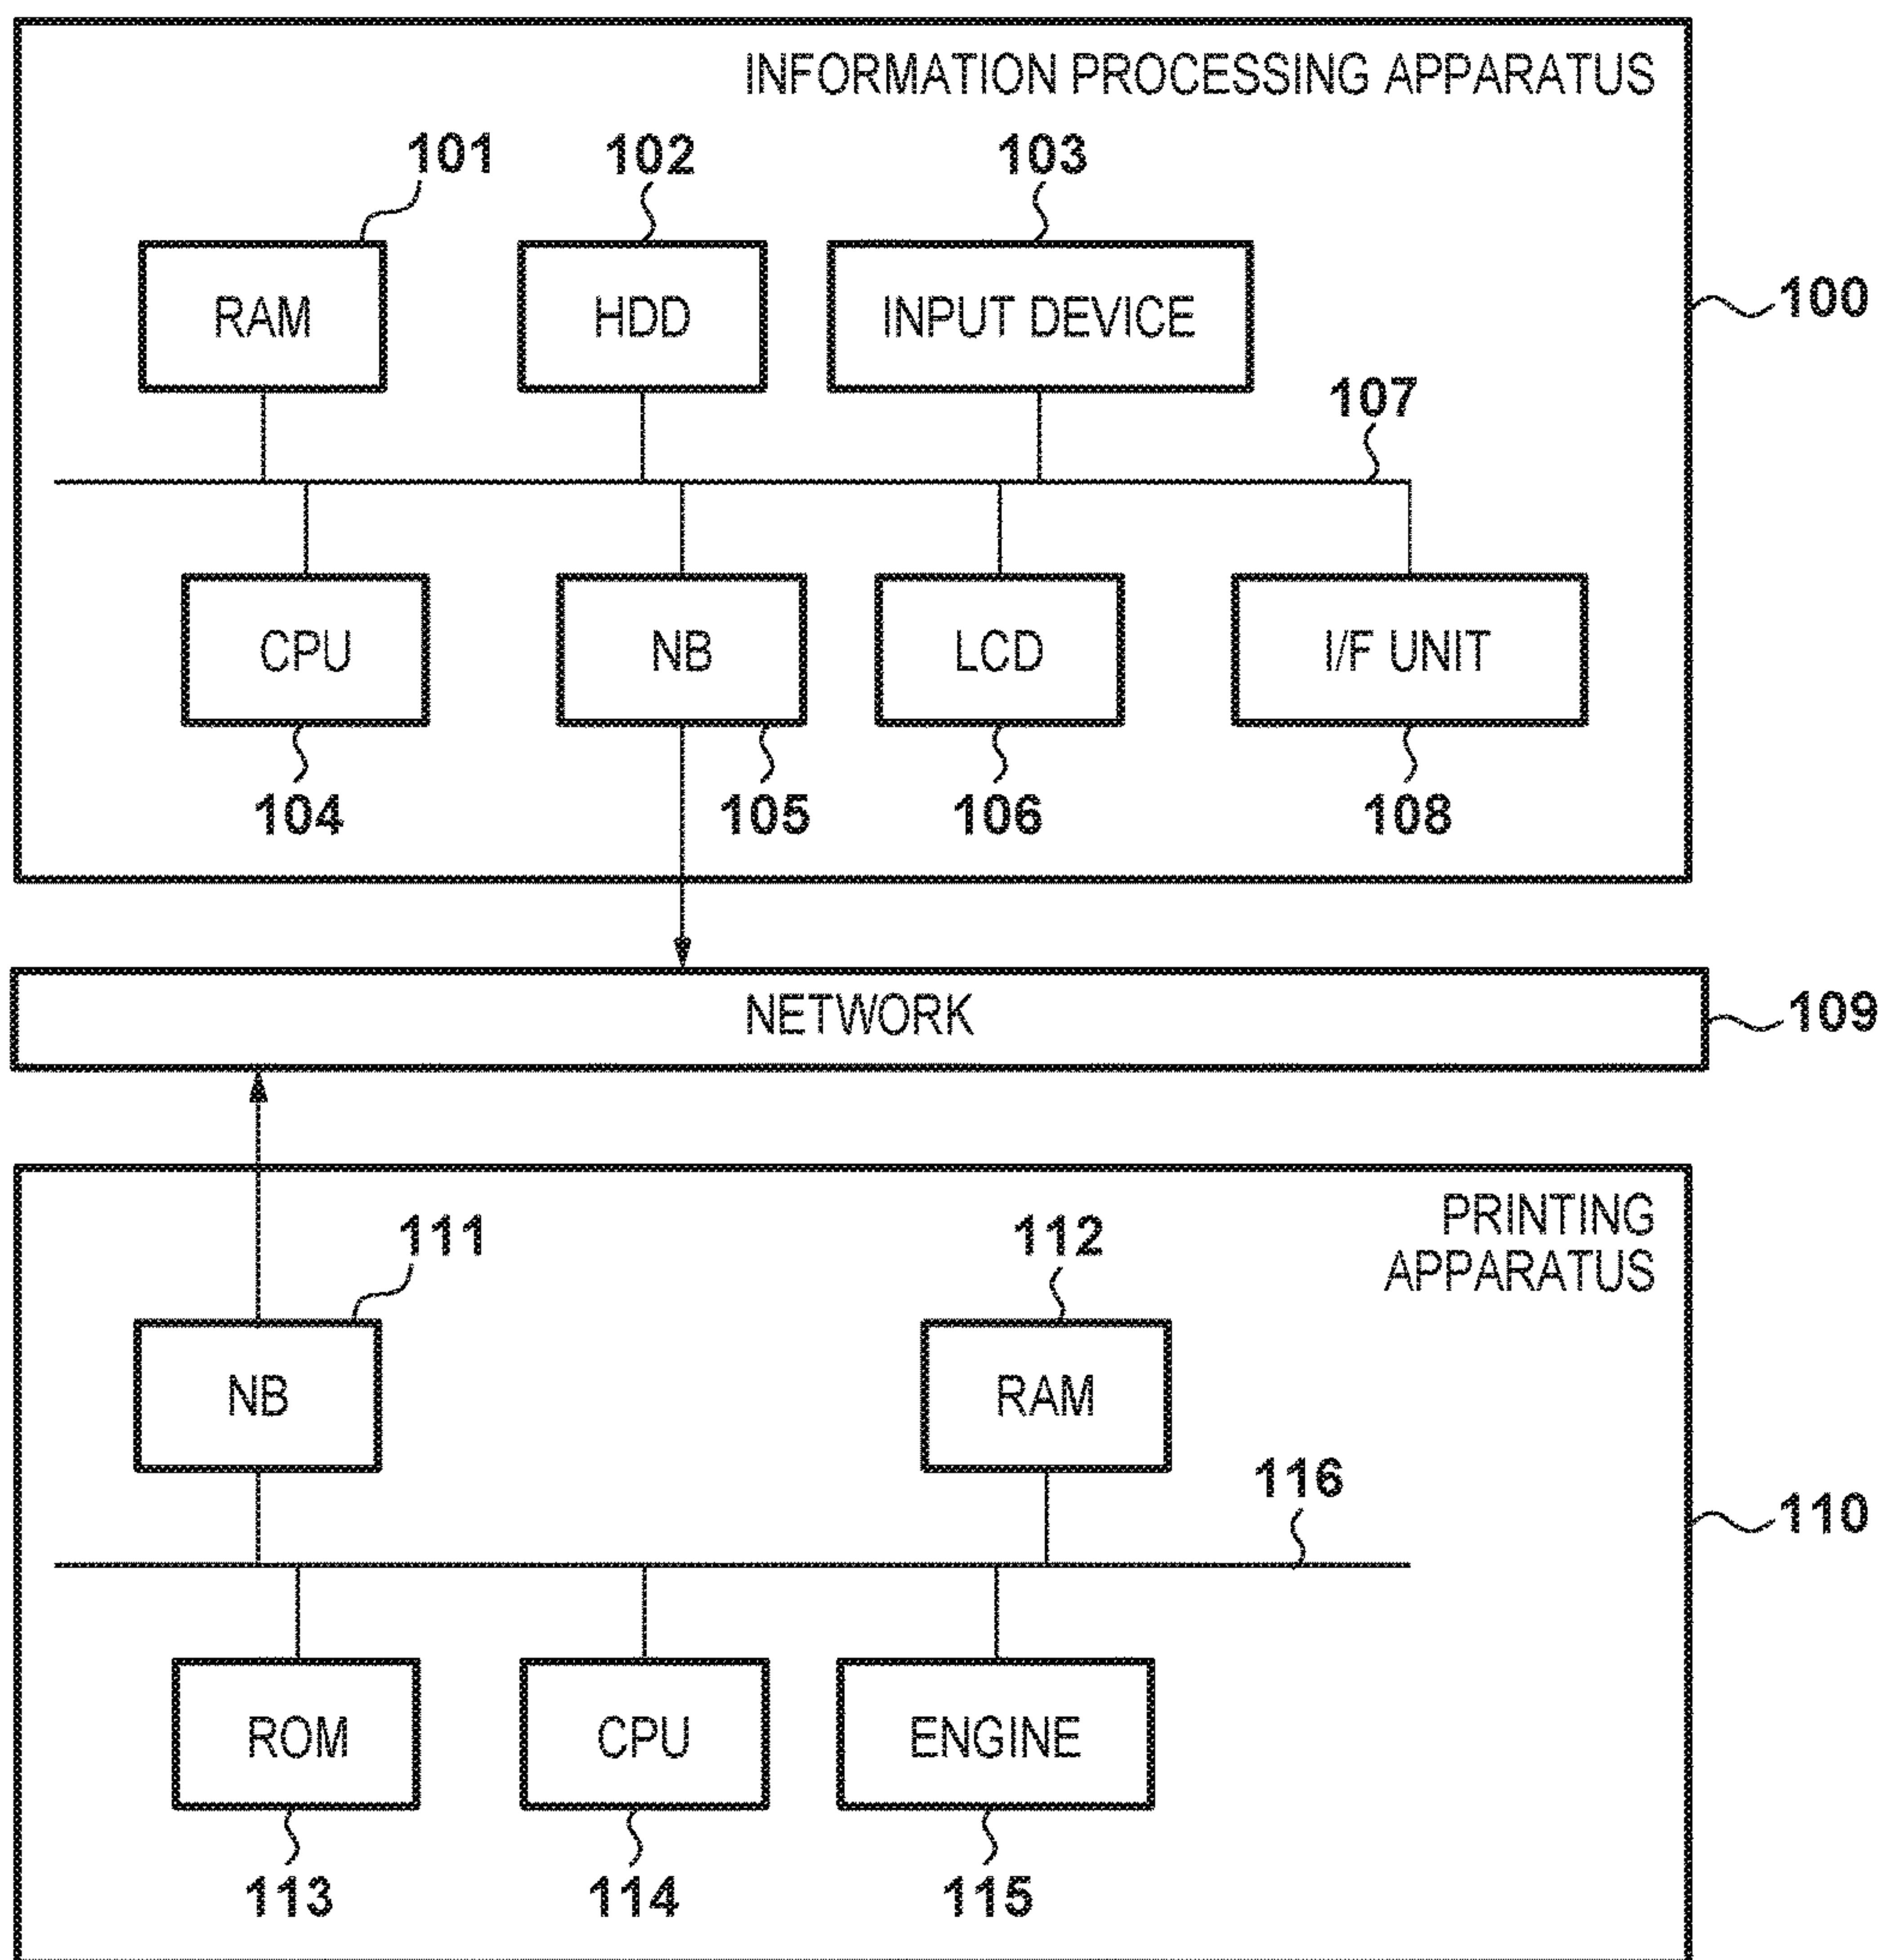 INFORMATION PROCESSING APPARATUS
101
102
103
RAM
HDD
INPUT DEVICE
100
107
CPU
NB
LCD
I/F UNIT
104
105
106
108
NETWORK
109
PRINTING
APPARATUS
111
112
NB
RAM
116
110
ROM
CPU
ENGINE
113
114
115